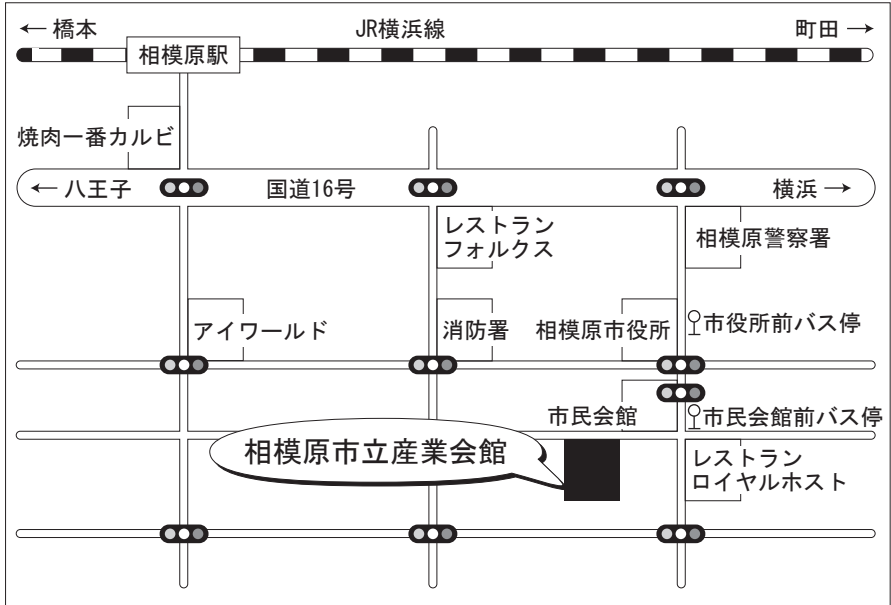 ← 橋本
JR横浜線
町田 →
相模原駅
焼肉一番カルビ
← 八王子
国道16号
横浜 →
レストラン
フォルクス
相模原警察署
アイワールド
消防署
相模原市役所
市役所前バス停
市民会館
市民会館前バス停
相模原市立産業会館
レストラン
ロイヤルホスト